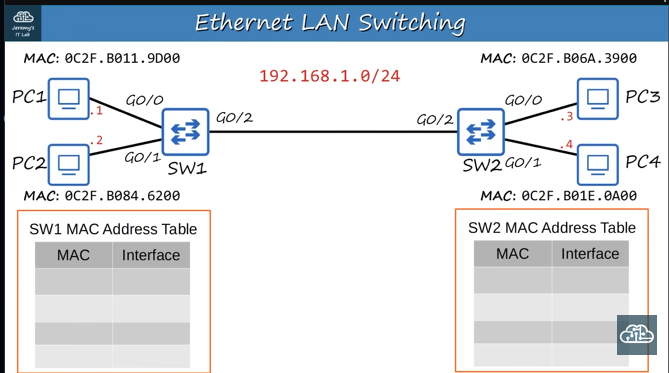 Jeremy's
IT Lab
Ethernet LAN Switching
MAC: 0C2F.B011.9D00
MAC: 0C2F.B06A.3900
192.168.1.0/24
PC1
.1
G0/0
G0/2
G0/2
G0/0
.3
PC3
PC2
.2
G0/1
SW1
SW2
G0/1
.4
PC4
MAC: 0C2F.B084.6200
MAC: 0C2F.B01E.0A00
SW1 MAC Address Table
MAC Interface
SW2 MAC Address Table
MAC Interface